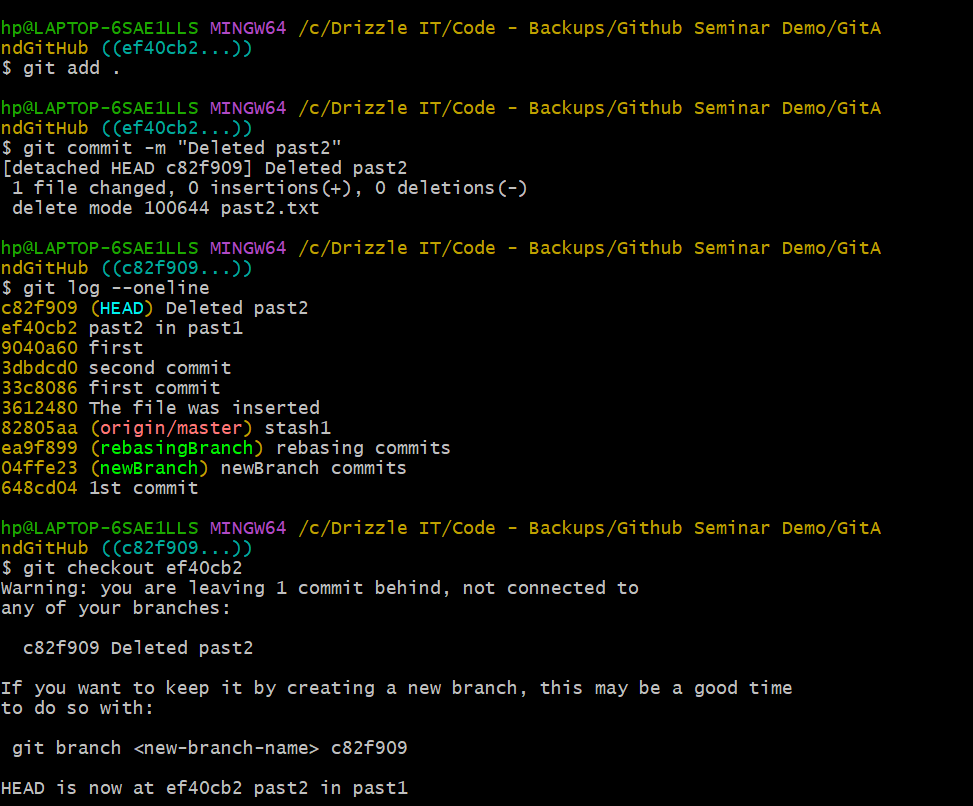 hp@LAPTOP-6SAE1LLS MINGW64 /c/Drizzle IT/Code - Backups/Github Seminar Demo/GitA
ndGitHub ((ef40cb2...))
$ git add .
hp@LAPTOP-6SAE1LLS MINGW64 /c/Drizzle IT/Code - Backups/Github Seminar Demo/GitA
ndGitHub ((ef40cb2...))
$ git commit -m "Deleted past2"
[detached HEAD c82f909] Deleted past2
 1 file changed, 0 insertions(+), 0 deletions(-)
 delete mode 100644 past2.txt
hp@LAPTOP-6SAE1LLS MINGW64 /c/Drizzle IT/Code - Backups/Github Seminar Demo/GitA
ndGitHub ((c82f909...))
$ git log --oneline
c82f909 (HEAD) Deleted past2
ef40cb2 past2 in past1
9040a60 first
3dbdcd0 second commit
33c8086 first commit
3612480 The file was inserted
82805aa (origin/master) stash1
ea9f899 (rebasingBranch) rebasing commits
04ffe23 (newBranch) newBranch commits
648cd04 1st commit
hp@LAPTOP-6SAE1LLS MINGW64 /c/Drizzle IT/Code - Backups/Github Seminar Demo/GitA
ndGitHub ((c82f909...))
$ git checkout ef40cb2
Warning: you are leaving 1 commit behind, not connected to
any of your branches:
  c82f909 Deleted past2
If you want to keep it by creating a new branch, this may be a good time
to do so with:
 git branch <new-branch-name> c82f909
HEAD is now at ef40cb2 past2 in past1